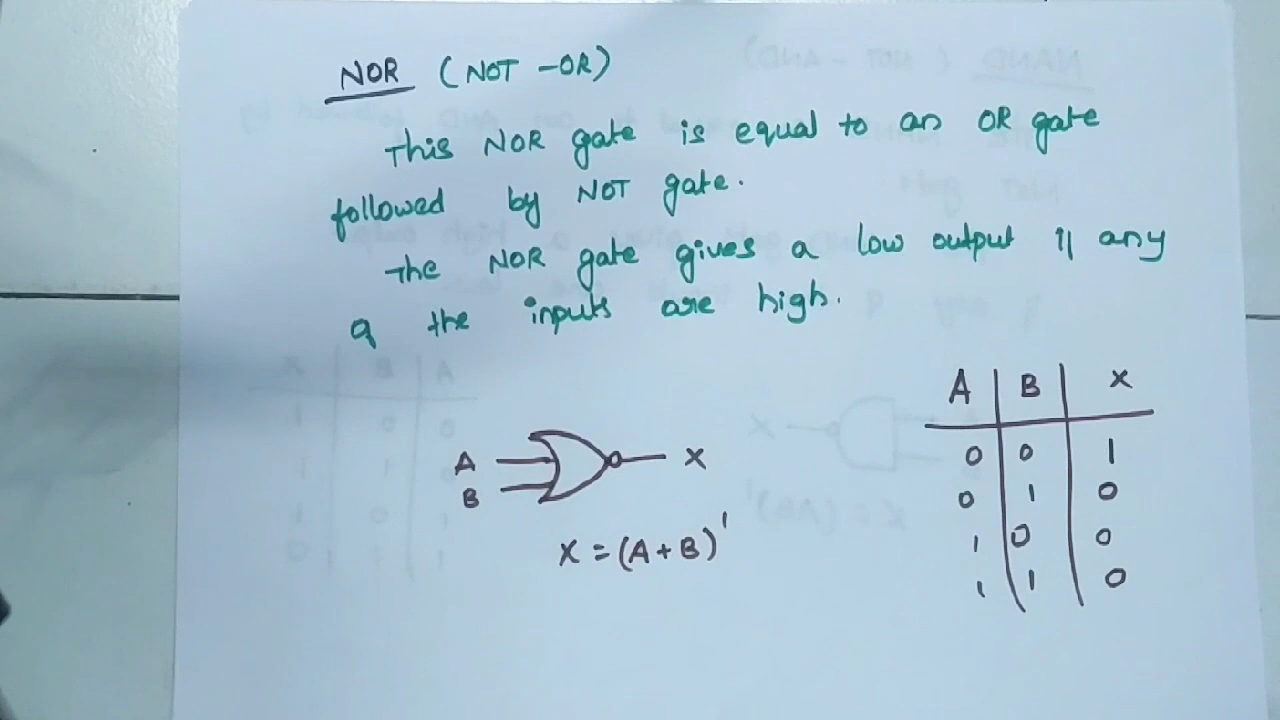 NOR (NOT-OR)
This NOR gate is equal to an OR gate
followed by NOT gate.
The NOR gate gives a low output if any
of the inputs are high.
A B X
0 0 1
0 1 0
1 0 0
1 1 0
A X
B
X = (A+B)'